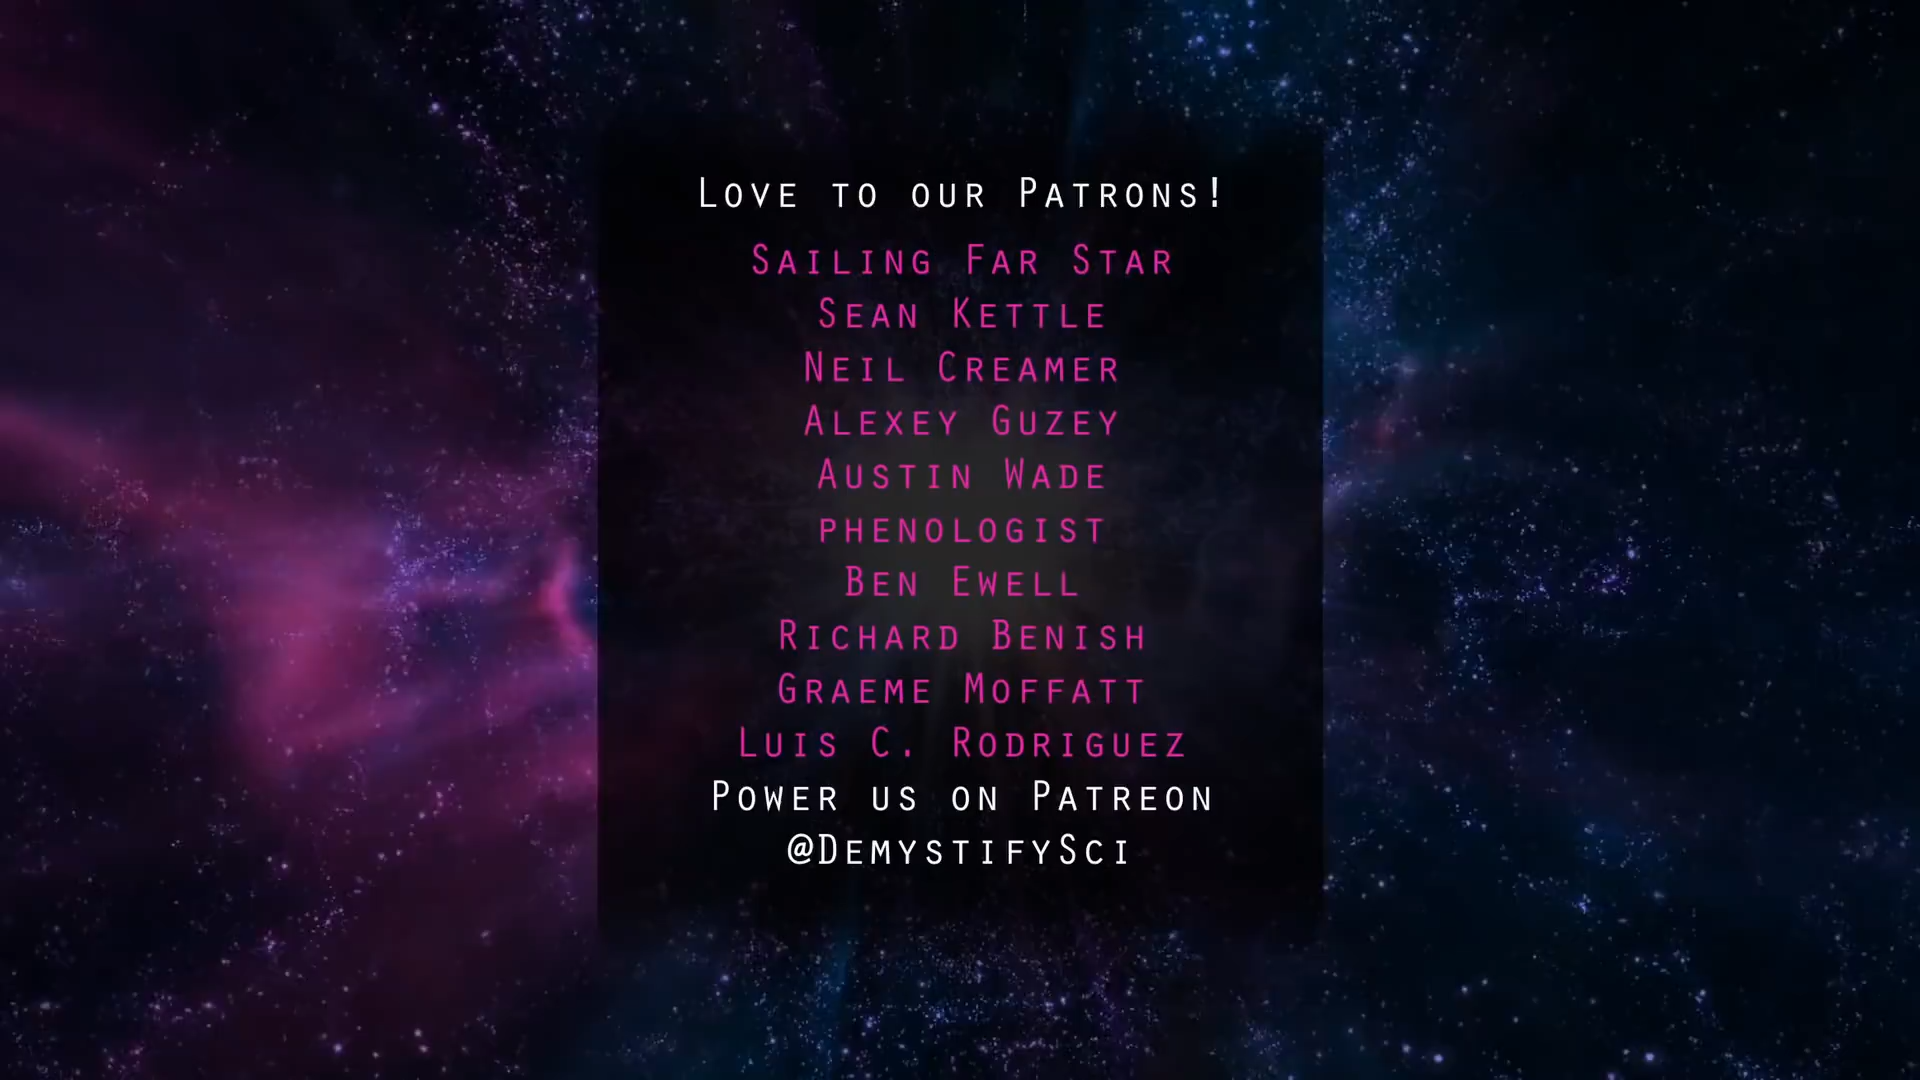 Love to our Patrons!
Sailing Far Star
Sean Kettle
Neil Creamer
Alexey Guzey
Austin Wade
phenologist
Ben Ewell
Richard Benish
Graeme Moffatt
Luis C. Rodriguez
Power us on Patreon
@DemystifySci